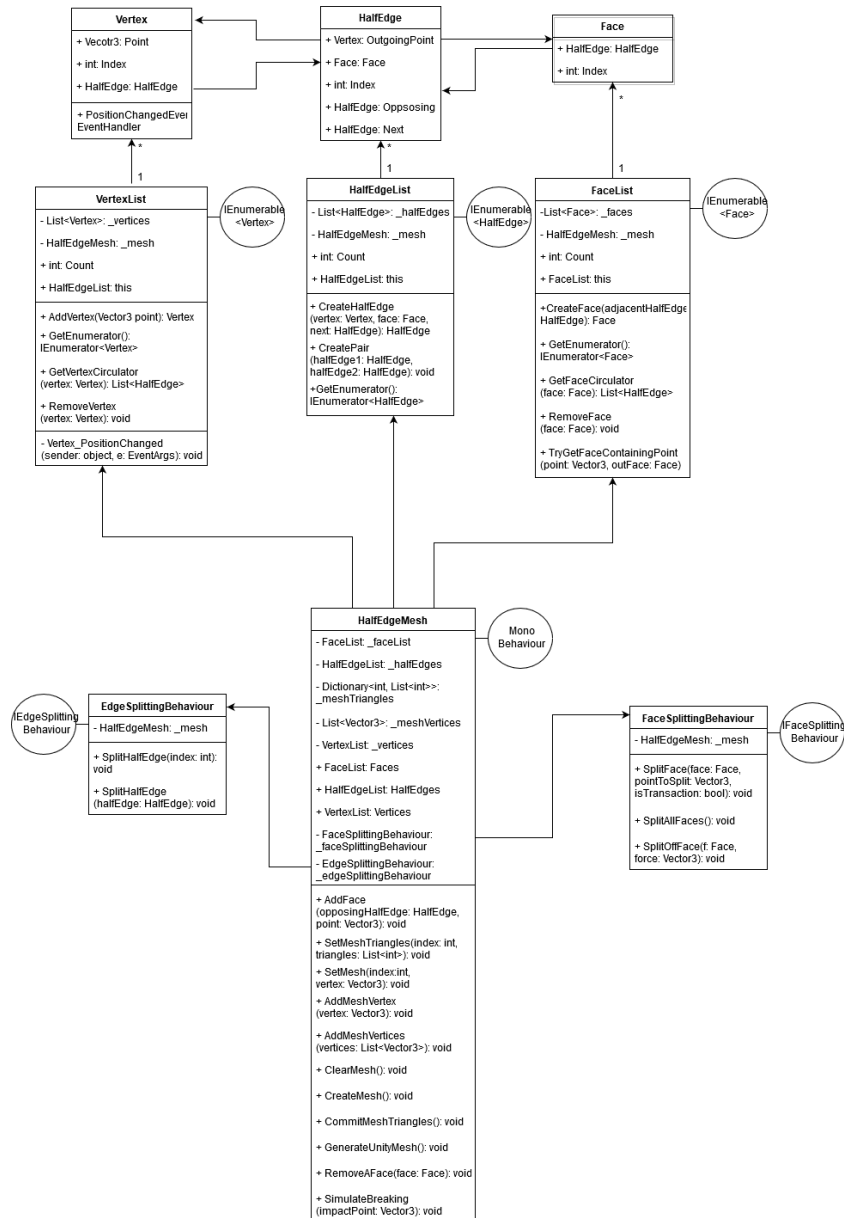 Vertex
+ Vecotr3: Point
+ int: Index
+ HalfEdge: HalfEdge
+ PositionChangedEver
EventHandler
HalfEdge
+ Vertex: OutgoingPoint
+ Face: Face
+ int: Index
+ HalfEdge: Oppsosing
+ HalfEdge: Next
Face
+ HalfEdge: HalfEdge
+ int: Index
*
1
*
1
*
1
VertexList
- List<Vertex>: _vertices
- HalfEdgeMesh: _mesh
+ int: Count
+ HalfEdgeList: this
+ AddVertex(Vector3 point): Vertex
+ GetEnumerator():
IEnumerator<Vertex>
+ GetVertexCirculator
(vertex: Vertex): List<HalfEdge>
+ RemoveVertex
(vertex: Vertex): void
- Vertex_PositionChanged
(sender: object, e: EventArgs): void
IEnumerable
<Vertex>
HalfEdgeList
- List<HalfEdge>: _halfEdges
- HalfEdgeMesh: _mesh
+ int: Count
+ HalfEdgeList: this
+ CreateHalfEdge
(vertex: Vertex, face: Face,
next: HalfEdge): HalfEdge
+ CreatePair
(halfEdge1: HalfEdge,
halfEdge2: HalfEdge): void
+GetEnumerator():
IEnumerator<HalfEdge>
IEnumerable
<HalfEdge>
FaceList
-List<Face>: _faces
- HalfEdgeMesh: _mesh
+ int: Count
+ FaceList: this
+CreateFace(adjacentHalfEdge
HalfEdge): Face
+ GetEnumerator():
IEnumerator<Face>
+ GetFaceCirculator
(face: Face): List<HalfEdge>
+ RemoveFace
(face: Face): void
+ TryGetFaceContainingPoint
(point: Vector3, outFace: Face)
IEnumerable
<Face>
HalfEdgeMesh
- FaceList: _faceList
- HalfEdgeList: _halfEdges
- Dictionary<int, List<int>>:
_meshTriangles
- List<Vector3>: _meshVertices
- VertexList: _vertices
+ FaceList: Faces
+ HalfEdgeList: HalfEdges
+ VertexList: Vertices
- FaceSplittingBehaviour:
_faceSplittingBehaviour
- EdgeSplittingBehaviour:
_edgeSplittingBehaviour
+ AddFace
(opposingHalfEdge: HalfEdge,
point: Vector3): void
+ SetMeshTriangles(index: int,
triangles: List<int>): void
+ SetMesh(index:int,
vertex: Vector3): void
+ AddMeshVertex
(vertex: Vector3): void
+ AddMeshVertices
(vertices: List<Vector3>): void
+ ClearMesh(): void
+ CreateMesh(): void
+ CommitMeshTriangles(): void
+ GenerateUnityMesh(): void
+ RemoveAFace(face: Face): void
+ SimulateBreaking
(impactPoint: Vector3): void
Mono
Behaviour
IEdgeSplitting
Behaviour
EdgeSplittingBehaviour
- HalfEdgeMesh: _mesh
+ SplitHalfEdge(index: int):
void
+ SplitHalfEdge
(halfEdge: HalfEdge): void
FaceSplittingBehaviour
- HalfEdgeMesh: _mesh
+ SplitFace(face: Face,
pointToSplit: Vector3,
isTransaction: bool): void
+ SplitAllFaces(): void
+ SplitOffFace(f: Face,
force: Vector3): void
IFaceSplitting
Behaviour